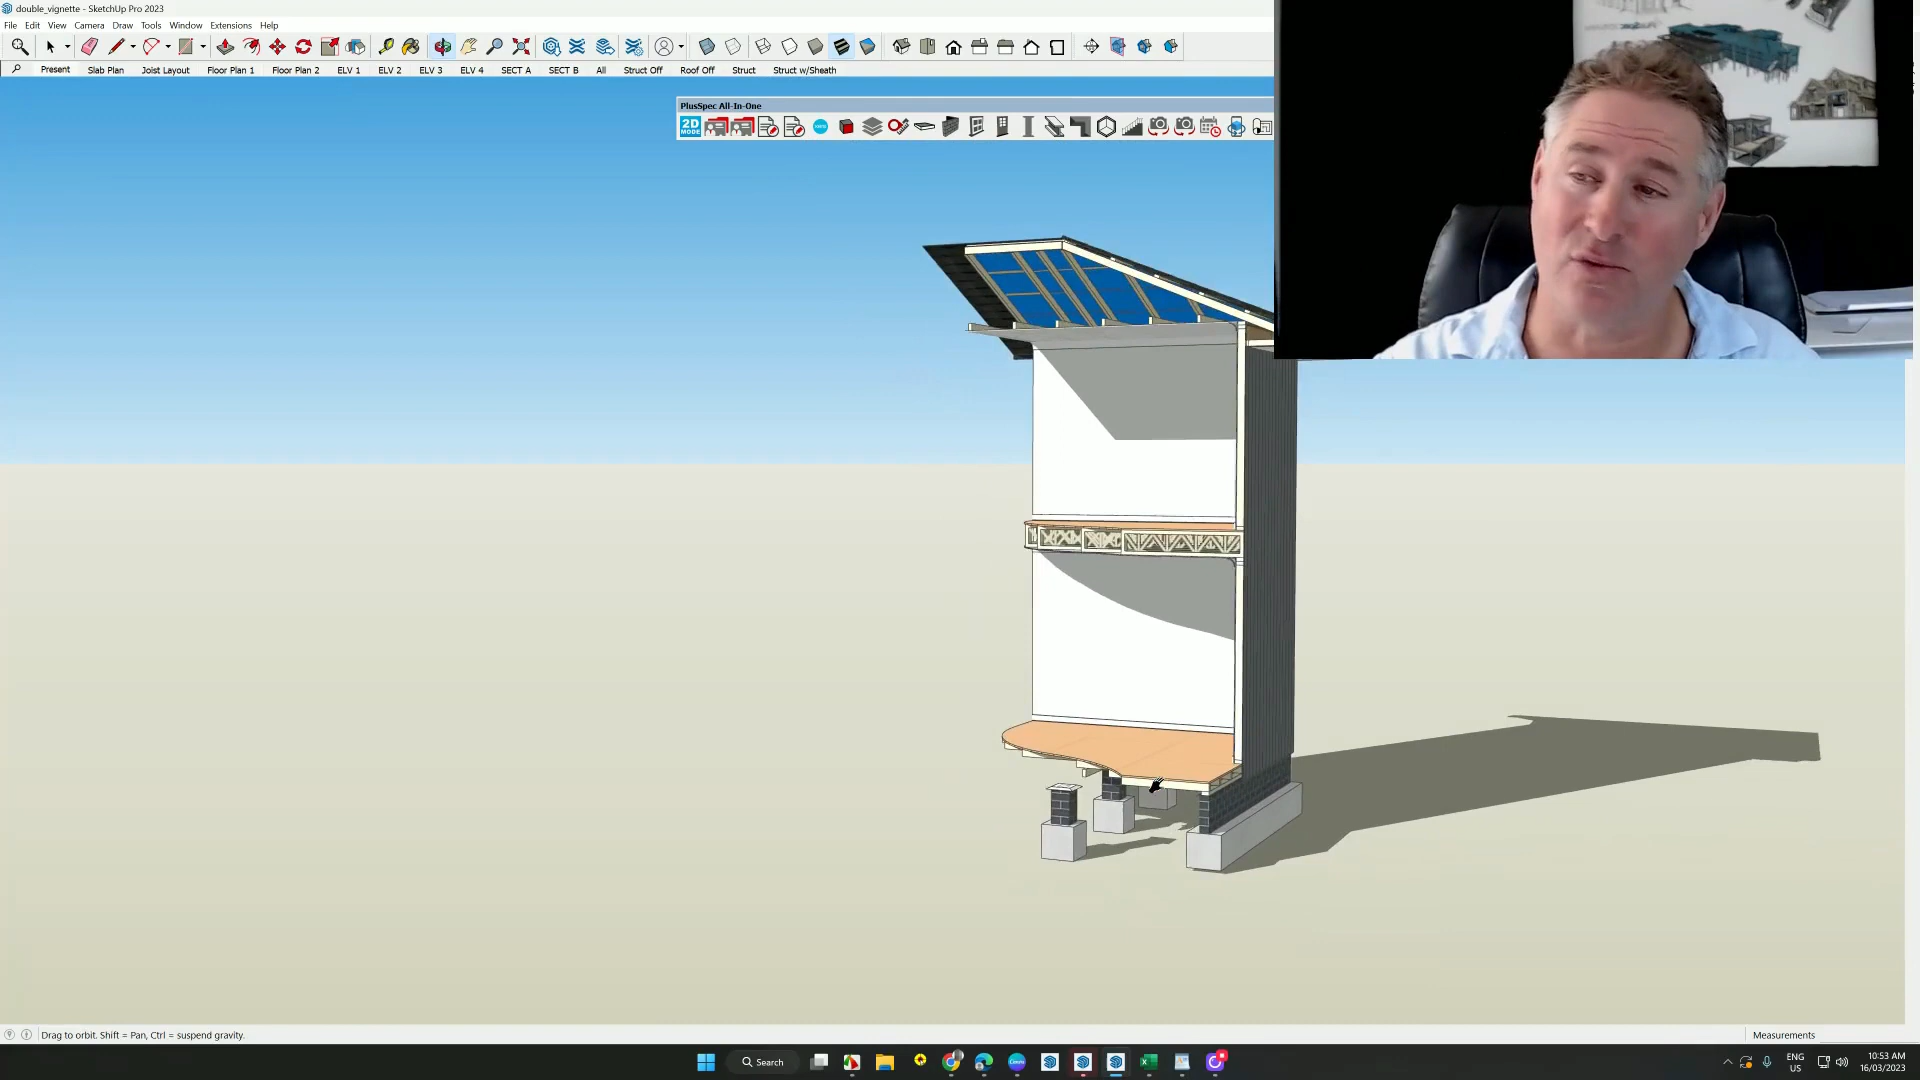 double_vignette - SketchUp Pro 2023
File Edit View Camera Draw Tools Window Extensions Help
Present Slab Plan Joist Layout Floor Plan 1 Floor Plan 2 ELV 1 ELV 2 ELV 3 ELV 4 SECT A SECT B All Struct Off Roof Off Struct Struct w/Sheath
PlusSpec All-In-One
2D
MODE
Drag to orbit. Shift = Pan, Ctrl = suspend gravity.
Measurements
Search
ENG
US
10:53 AM
16/03/2023